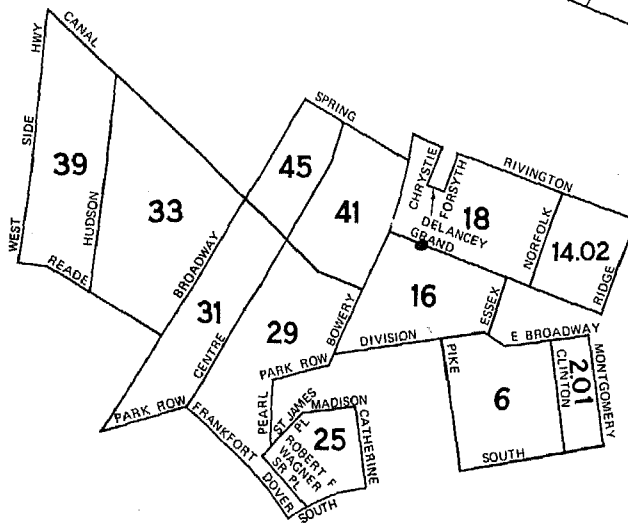 CANAL
WEST SIDE HWY
39
HUDSON
33
READE
BROADWAY
SPRING
45
41
31
CENTRE
29
BOWERY
CHRYSTIE
FORSYTH
RIVINGTON
18
DELANCEY
GRAND
NORFOLK
14.02
RIDGE
16
ESSEX
DIVISION
E BROADWAY
PIKE
6
CLINTON
2.01
MONTGOMERY
SOUTH
PARK ROW
PARK ROW
PEARL
ST JAMES
PL
MADISON
25
CATHERINE
ROBERT F
WAGNER
SR PL
FRANKFORT
DOVER
SOUTH